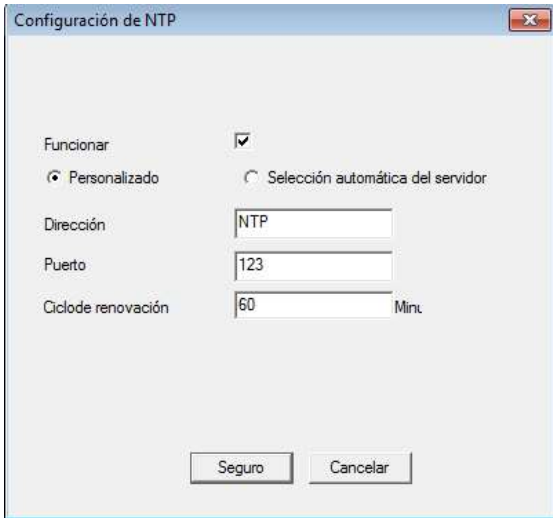 Configuración de NTP
Funcionar
Personalizado Selección automática del servidor
Dirección NTP
Puerto 123
Ciclode renovación 60 Minu
Seguro Cancelar